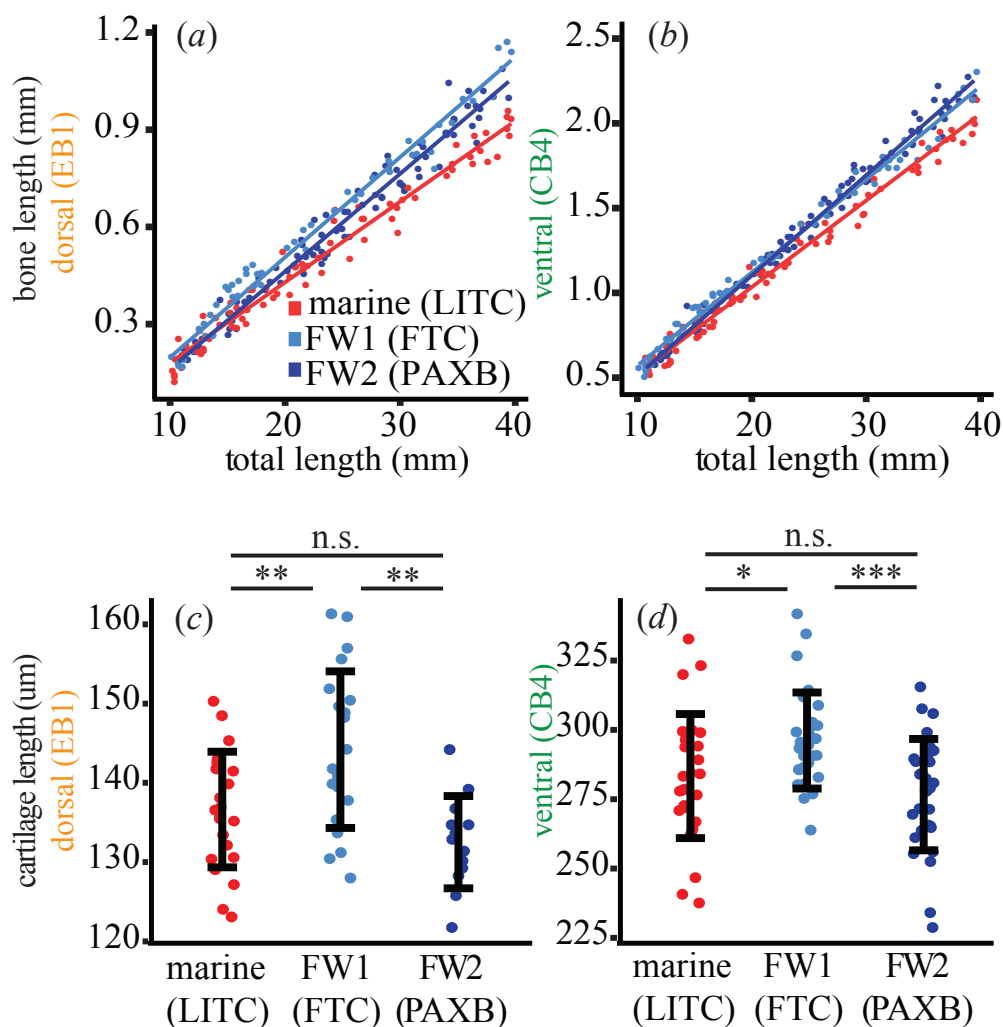 (a)
1.2
0.9
0.6
0.3
bone length (mm)
dorsal (EB1)
marine (LITC)
FW1 (FTC)
FW2 (PAXB)
10 20 30 40
total length (mm)
(b)
2.5
2.0
1.5
1.0
0.5
ventral (CB4)
10 20 30 40
total length (mm)
(c)
n.s.
** **
160
150
140
130
120
cartilage length (um)
dorsal (EB1)
marine (LITC)
FW1 (FTC)
FW2 (PAXB)
(d)
n.s.
* ***
325
300
275
250
225
ventral (CB4)
marine (LITC)
FW1 (FTC)
FW2 (PAXB)